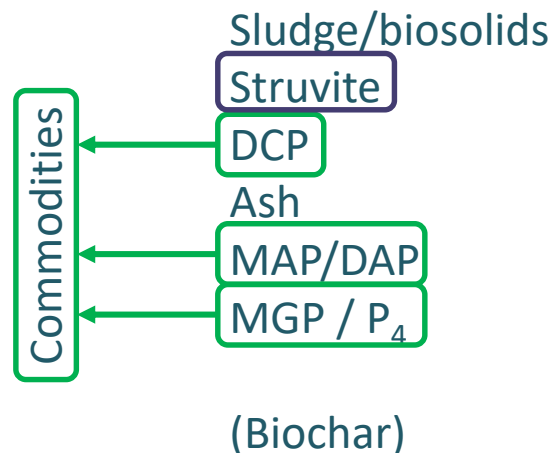 Sludge/biosolids
Struvite
DCP
Ash
MAP/DAP
MGP / P₄
(Biochar)
Commodities